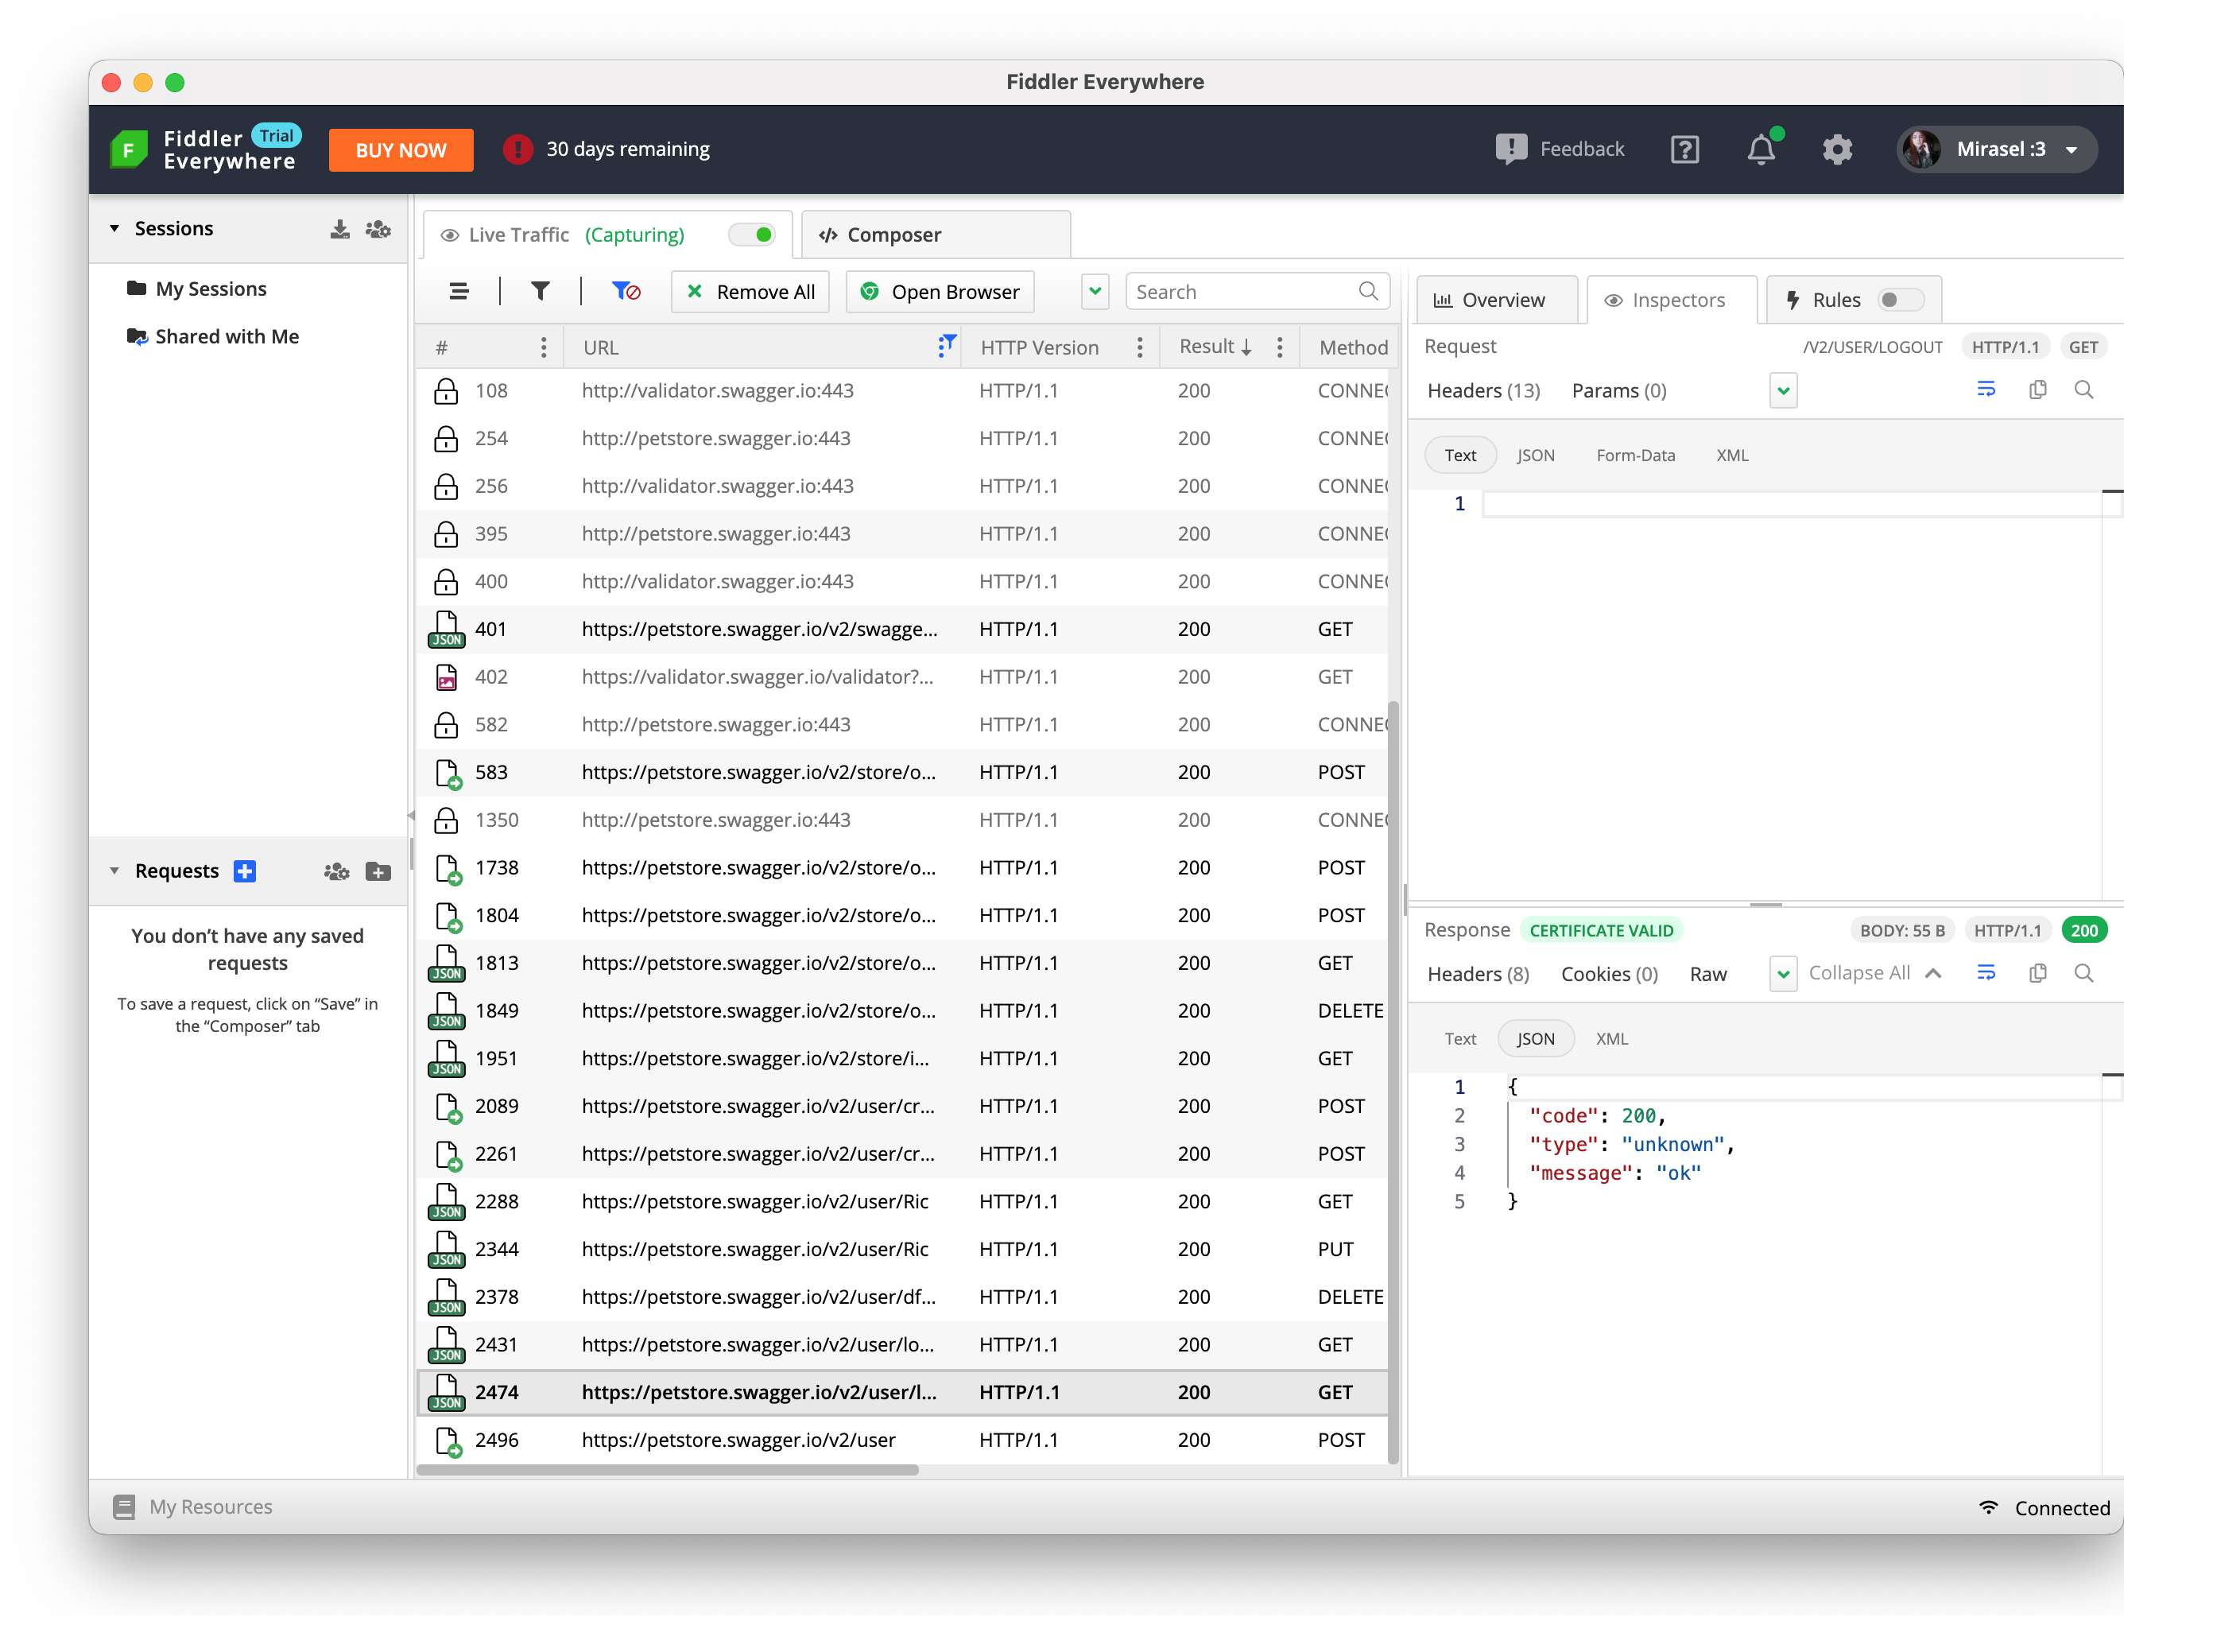 Fiddler Everywhere
Fiddler Trial
Everywhere
BUY NOW
30 days remaining
Feedback
Mirasel :3
Sessions
My Sessions
Shared with Me
Requests
You don’t have any saved
requests
To save a request, click on “Save” in
the “Composer” tab
Live Traffic (Capturing)
Composer
Remove All
Open Browser
Search
# URL HTTP Version Result Method
108 http://validator.swagger.io:443 HTTP/1.1 200 CONNEC
254 http://petstore.swagger.io:443 HTTP/1.1 200 CONNEC
256 http://validator.swagger.io:443 HTTP/1.1 200 CONNEC
395 http://petstore.swagger.io:443 HTTP/1.1 200 CONNEC
400 http://validator.swagger.io:443 HTTP/1.1 200 CONNEC
JSON 401 https://petstore.swagger.io/v2/swagge... HTTP/1.1 200 GET
402 https://validator.swagger.io/validator?... HTTP/1.1 200 GET
582 http://petstore.swagger.io:443 HTTP/1.1 200 CONNEC
583 https://petstore.swagger.io/v2/store/o... HTTP/1.1 200 POST
1350 http://petstore.swagger.io:443 HTTP/1.1 200 CONNEC
1738 https://petstore.swagger.io/v2/store/o... HTTP/1.1 200 POST
1804 https://petstore.swagger.io/v2/store/o... HTTP/1.1 200 POST
JSON 1813 https://petstore.swagger.io/v2/store/o... HTTP/1.1 200 GET
JSON 1849 https://petstore.swagger.io/v2/store/o... HTTP/1.1 200 DELETE
JSON 1951 https://petstore.swagger.io/v2/store/i... HTTP/1.1 200 GET
2089 https://petstore.swagger.io/v2/user/cr... HTTP/1.1 200 POST
2261 https://petstore.swagger.io/v2/user/cr... HTTP/1.1 200 POST
JSON 2288 https://petstore.swagger.io/v2/user/Ric HTTP/1.1 200 GET
JSON 2344 https://petstore.swagger.io/v2/user/Ric HTTP/1.1 200 PUT
JSON 2378 https://petstore.swagger.io/v2/user/df... HTTP/1.1 200 DELETE
JSON 2431 https://petstore.swagger.io/v2/user/lo... HTTP/1.1 200 GET
JSON 2474 https://petstore.swagger.io/v2/user/l... HTTP/1.1 200 GET
2496 https://petstore.swagger.io/v2/user HTTP/1.1 200 POST
Overview
Inspectors
Rules
Request /V2/USER/LOGOUT HTTP/1.1 GET
Headers (13) Params (0)
Text JSON Form-Data XML
1
Response CERTIFICATE VALID BODY: 55 B HTTP/1.1 200
Headers (8) Cookies (0) Raw Collapse All
Text JSON XML
1 {
2 "code": 200,
3 "type": "unknown",
4 "message": "ok"
5 }
My Resources
Connected